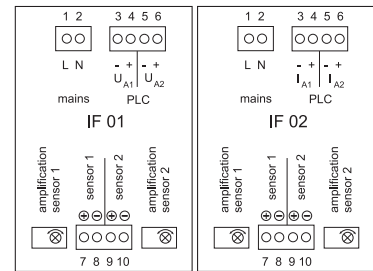 1 2 3 4 5 6
L N - + - +
U A1 U A2
mains PLC
IF 01
amplification sensor 1
sensor 1
sensor 2
amplification sensor 2
+ - + -
7 8 9 10
1 2 3 4 5 6
L N - + - +
I A1 I A2
mains PLC
IF 02
amplification sensor 1
sensor 1
sensor 2
amplification sensor 2
+ - + -
7 8 9 10